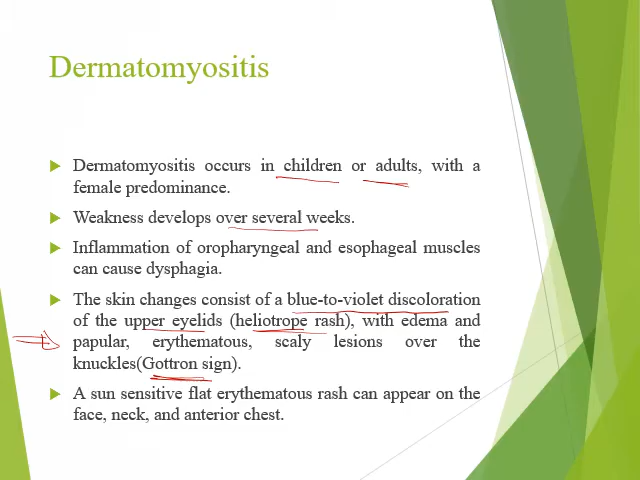 Dermatomyositis
Dermatomyositis occurs in children or adults, with a
female predominance.
Weakness develops over several weeks.
Inflammation of oropharyngeal and esophageal muscles
can cause dysphagia.
The skin changes consist of a blue-to-violet discoloration
of the upper eyelids (heliotrope rash), with edema and
papular, erythematous, scaly lesions over the
knuckles(Gottron sign).
A sun sensitive flat erythematous rash can appear on the
face, neck, and anterior chest.